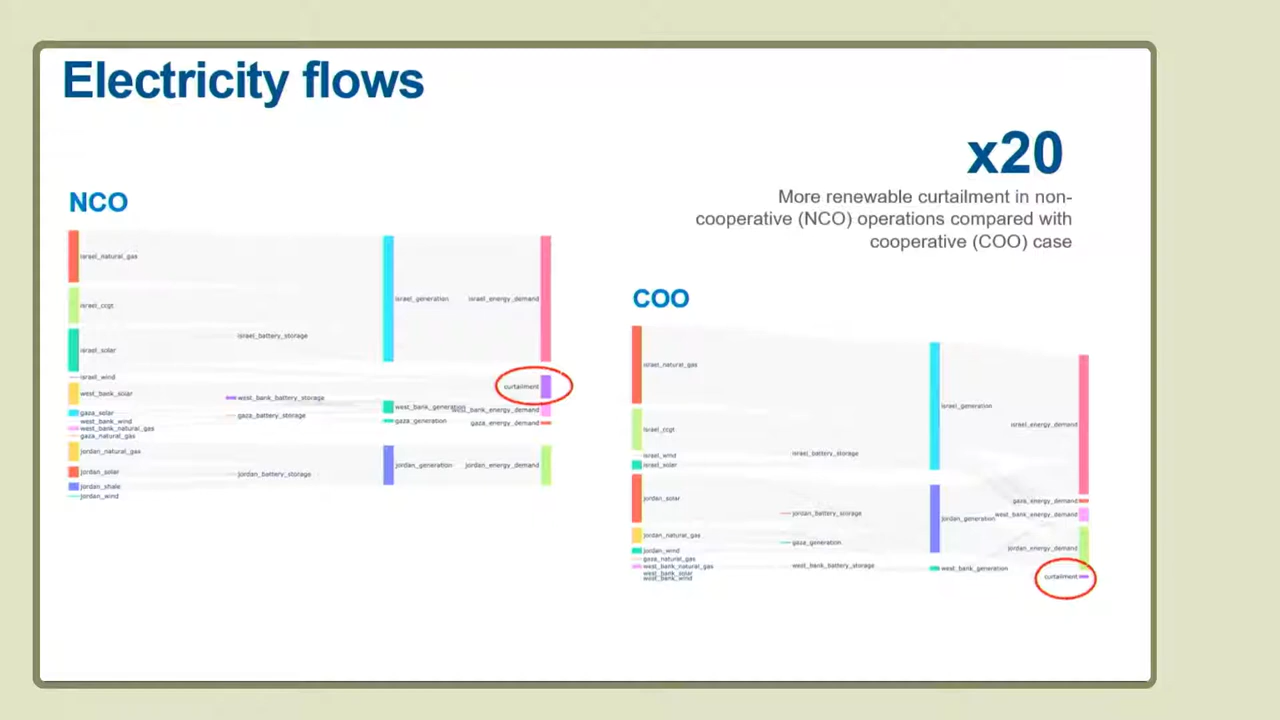 Electricity flows
x20
More renewable curtailment in non-
cooperative (NCO) operations compared with
cooperative (COO) case
NCO
israel_natural_gas
israel_ccgt
israel_solar
israel_wind
west_bank_solar
gaza_solar
west_bank_wind
west_bank_natural_gas
gaza_natural_gas
jordan_natural_gas
jordan_solar
jordan_shale
jordan_wind
israel_battery_storage
west_bank_battery_storage
gaza_battery_storage
jordan_battery_storage
israel_generation
west_bank_generation
gaza_generation
jordan_generation
israel_energy_demand
curtailment
west_bank_energy_demand
gaza_energy_demand
jordan_energy_demand
COO
israel_natural_gas
israel_ccgt
israel_wind
israel_solar
jordan_solar
jordan_natural_gas
jordan_wind
gaza_natural_gas
west_bank_natural_gas
west_bank_solar
west_bank_wind
israel_battery_storage
jordan_battery_storage
gaza_generation
west_bank_battery_storage
israel_generation
jordan_generation
west_bank_generation
israel_energy_demand
gaza_energy_demand
west_bank_energy_demand
jordan_energy_demand
curtailment